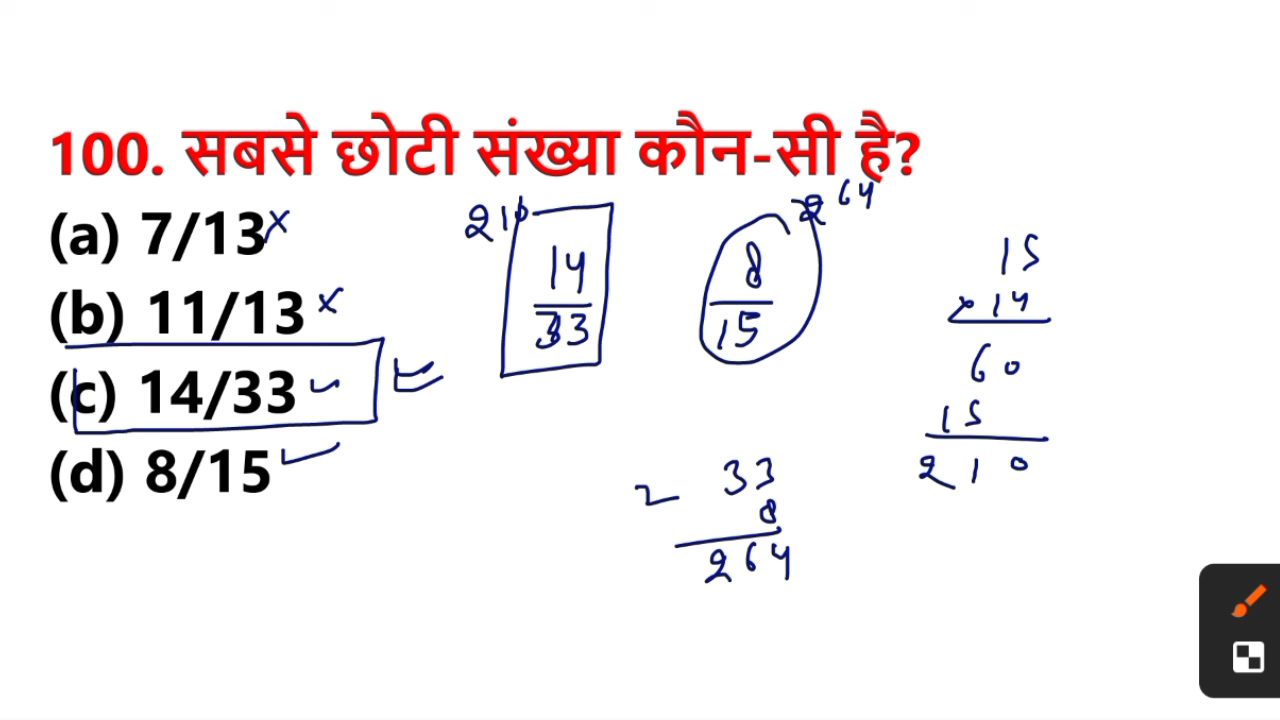 100. सबसे छोटी संख्या कौन-सी है?
(a) 7/13 x
(b) 11/13 x
(c) 14/33
(d) 8/15
210
14
33
264
8
15
15
x 14
60
15
210
33
8
264